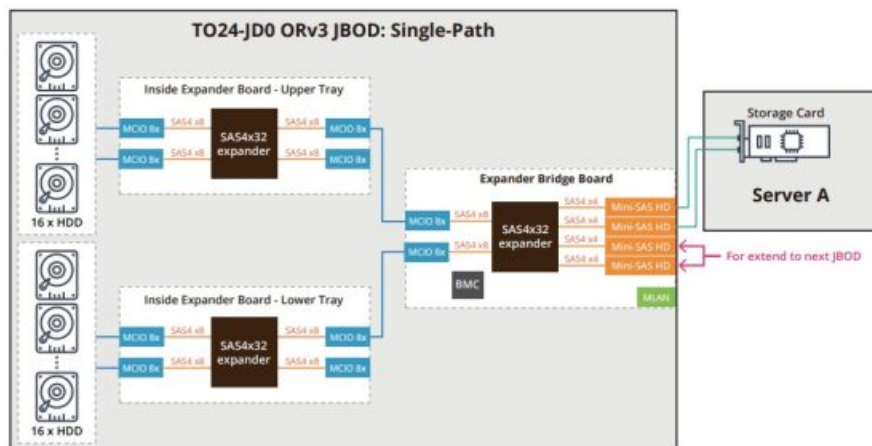 TO24-JD0 ORv3 JBOD: Single-Path
Inside Expander Board - Upper Tray
MCIO 8x
SAS4 x8
SAS4x32
expander
SAS4 x8
MCIO 8x
MCIO 8x
SAS4 x8
SAS4 x8
MCIO 8x
16 x HDD
Inside Expander Board - Lower Tray
MCIO 8x
SAS4 x8
SAS4x32
expander
SAS4 x8
MCIO 8x
MCIO 8x
SAS4 x8
SAS4 x8
MCIO 8x
16 x HDD
Expander Bridge Board
MCIO 8x
SAS4 x8
MCIO 8x
SAS4 x8
SAS4x32
expander
SAS4 x4
Mini-SAS HD
SAS4 x4
Mini-SAS HD
SAS4 x4
Mini-SAS HD
SAS4 x4
Mini-SAS HD
BMC
MLAN
Storage Card
Server A
For extend to next JBOD